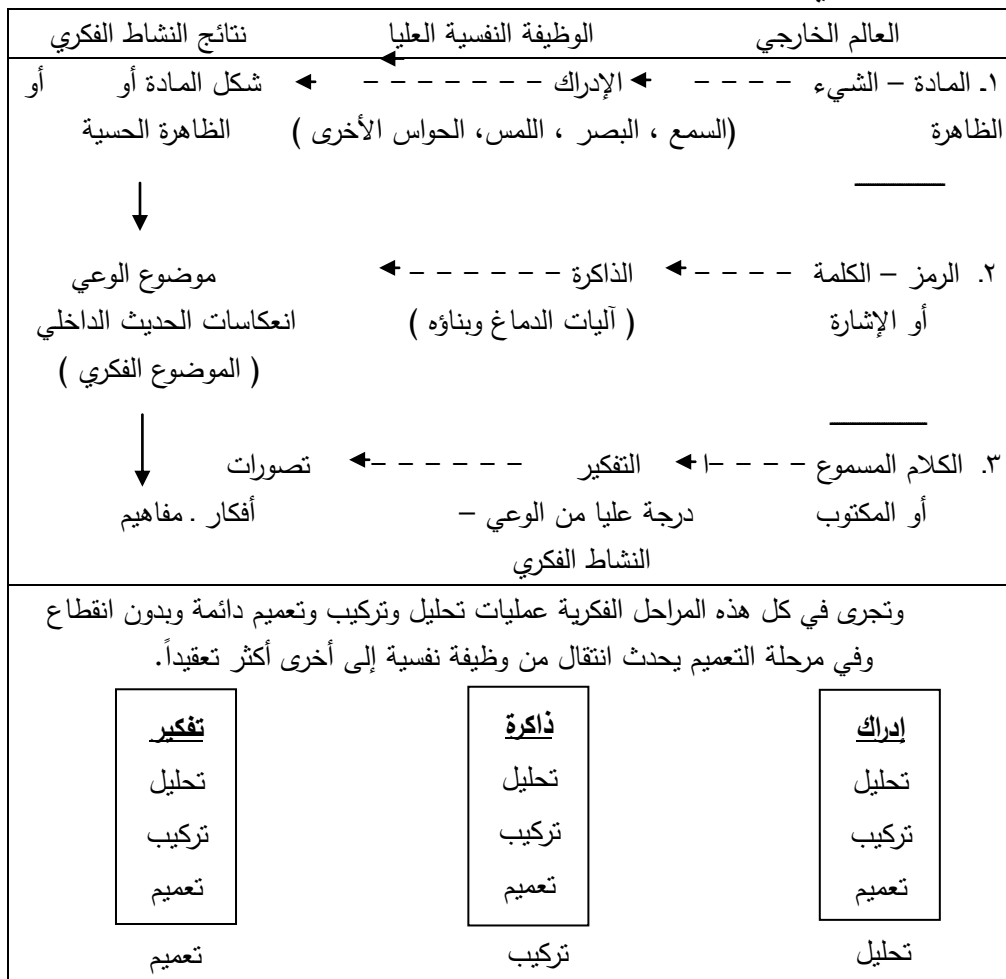 العالم الخارجي الوظيفة النفسية العليا نتائج النشاط الفكري
١ـ المادة – الشيء – – – – الإدراك – – – – – – – شكل المادة أو أو
الظاهرة (السمع ، البصر ، اللمس، الحواس الأخرى ) الظاهرة الحسية
٢. الرمز – الكلمة – – – – الذاكرة – – – – – – موضوع الوعي
أو الإشارة ( آليات الدماغ وبناؤه ) انعكاسات الحديث الداخلي
( الموضوع الفكري )
٣. الكلام المسموع – – – –ا التفكير – – – – – – تصورات
أو المكتوب درجة عليا من الوعي – أفكار . مفاهيم
النشاط الفكري
وتجرى في كل هذه المراحل الفكرية عمليات تحليل وتركيب وتعميم دائمة وبدون انقطاع
وفي مرحلة التعميم يحدث انتقال من وظيفة نفسية إلى أخرى أكثر تعقيداً.
إدراك ذاكرة تفكير
تحليل تحليل تحليل
تركيب تركيب تركيب
تعميم تعميم تعميم
تحليل تركيب تعميم